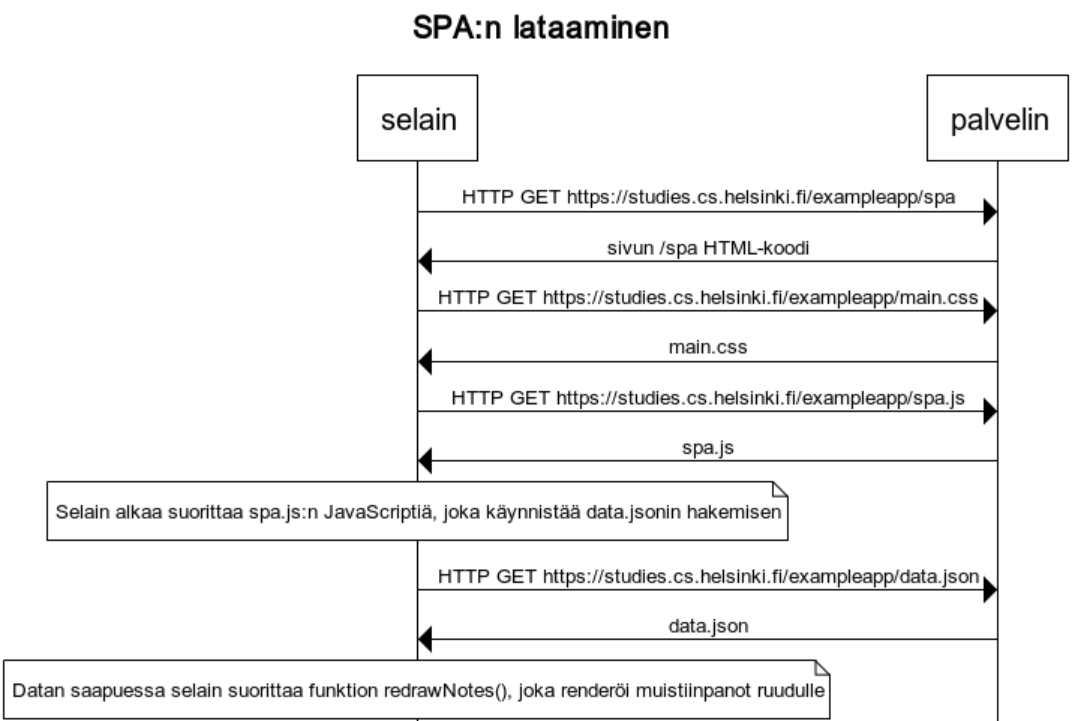 SPA:n lataaminen
selain
palvelin
HTTP GET https://studies.cs.helsinki.fi/exampleapp/spa
sivun /spa HTML-koodi
HTTP GET https://studies.cs.helsinki.fi/exampleapp/main.css
main.css
HTTP GET https://studies.cs.helsinki.fi/exampleapp/spa.js
spa.js
Selain alkaa suorittaa spa.js:n JavaScriptiä, joka käynnistää data.jsonin hakemisen
HTTP GET https://studies.cs.helsinki.fi/exampleapp/data.json
data.json
Datan saapuessa selain suorittaa funktion redrawNotes(), joka renderöi muistiinpanot ruudulle